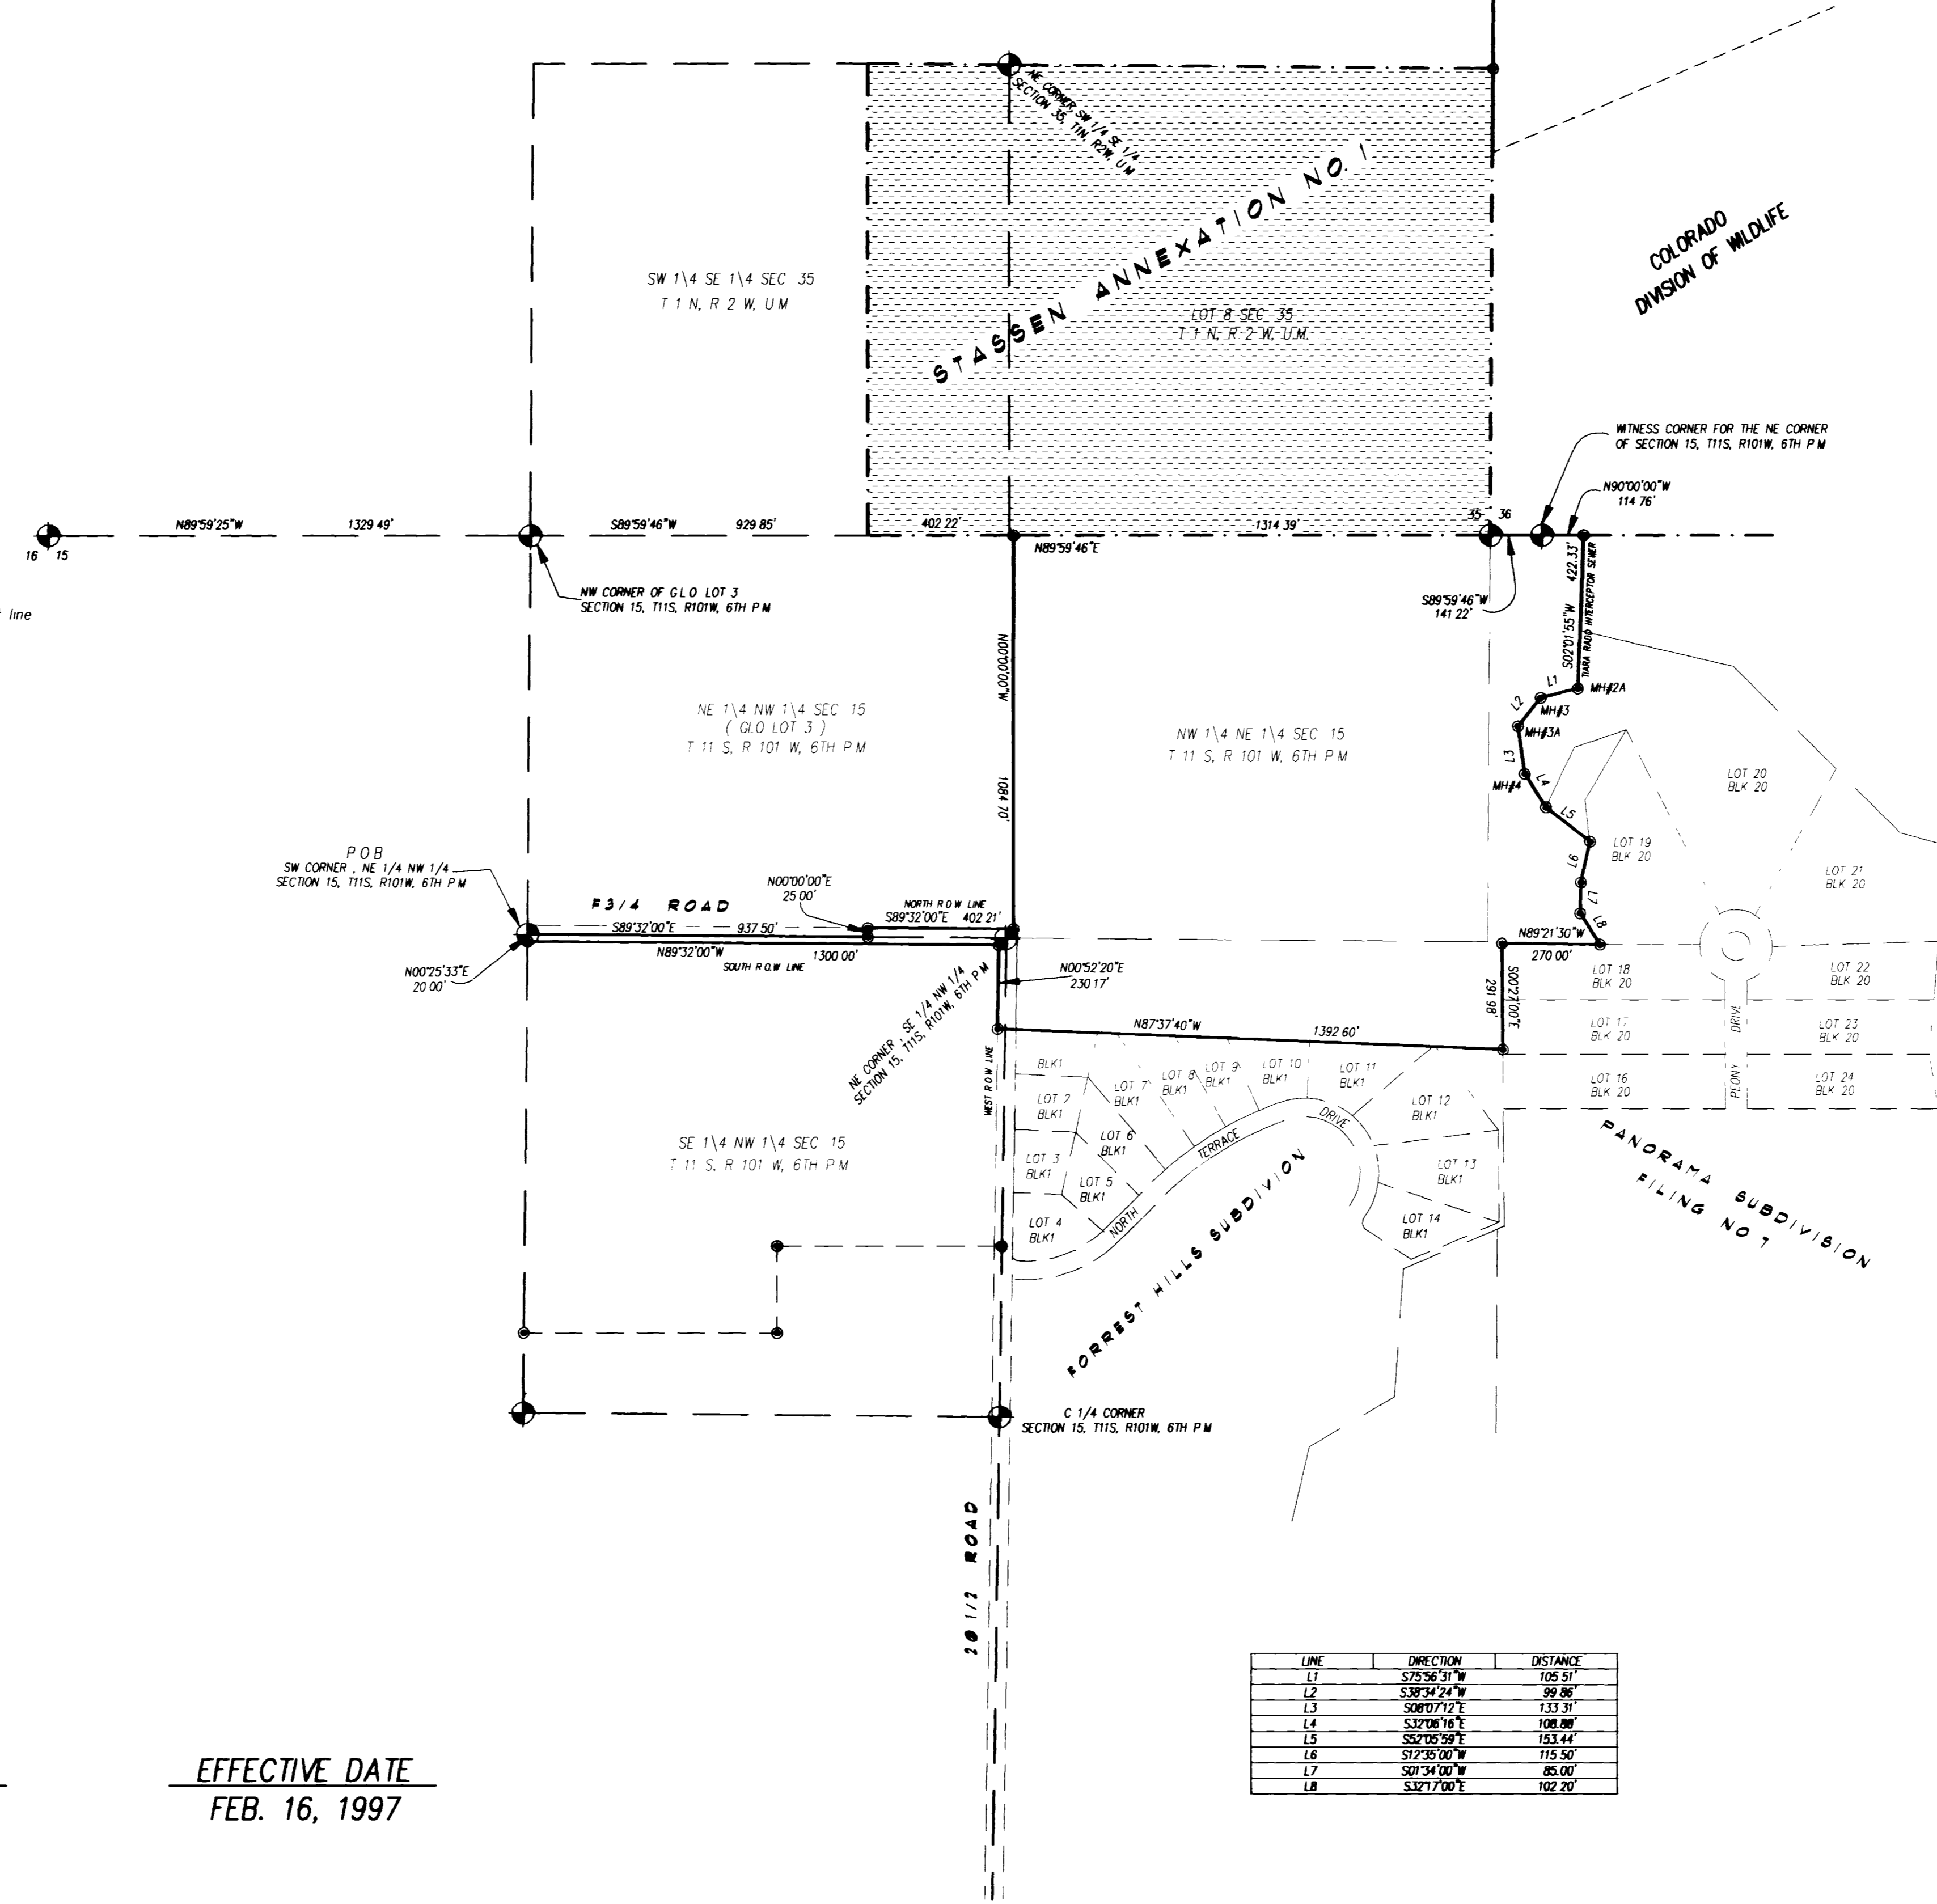 NE CORNER, SW 1/4 SE 1/4
SECTION 35, T1N, R2W, U M
STASSEN ANNEXATION NO. 1
COLORADO
DIVISION OF WILDLIFE
SW 1\4 SE 1\4 SEC 35
T 1 N, R 2 W, U M
LOT 8 SEC 35
T 1 N, R 2 W, U.M.
WITNESS CORNER FOR THE NE CORNER
OF SECTION 15, T11S, R101W, 6TH P M
N90°00'00"W
114 76'
N89°59'25"W 1329 49'
S89°59'46"W 929 85'
402 22'
1314 39'
35 36
16 15
N89°59'46"E
NW CORNER OF G L O LOT 3
SECTION 15, T11S, R101W, 6TH P M
line
S89°59'46"W
141 22'
S02°01'55"W 422.33'
TIARA RADO INTERCEPTOR SEWER
N00°00'00"W 1084 70'
L1
MH#2A
L2
MH#3
MH#3A
L3
MH#4
L4
L5
L6
L7
L8
NE 1\4 NW 1\4 SEC 15
( GLO LOT 3 )
T 11 S, R 101 W, 6TH P M
NW 1\4 NE 1\4 SEC 15
T 11 S, R 101 W, 6TH P M
LOT 20
BLK 20
LOT 19
BLK 20
LOT 21
BLK 20
P O B
SW CORNER , NE 1/4 NW 1/4
SECTION 15, T11S, R101W, 6TH P M
N00°00'00"E
25 00'
F 3/4 ROAD
NORTH R O W LINE
S89°32'00"E 402 21'
S89°32'00"E 937 50'
N89°32'00"W 1300 00'
SOUTH R.O.W LINE
N00°25'33"E
20 00'
N00°52'20"E
230 17'
NE CORNER , SE 1/4 NW 1/4
SECTION 15, T11S, R101W, 6TH P M
WEST R O W LINE
N89°21'30"W
270 00'
S00°27'00"E
291 98'
N87°37'40"W 1392 60'
LOT 18
BLK 20
LOT 22
BLK 20
LOT 17
BLK 20
LOT 23
BLK 20
LOT 16
BLK 20
LOT 24
BLK 20
PEONY DRIVE
BLK1
LOT 2
BLK1
LOT 3
BLK1
LOT 4
BLK1
LOT 5
BLK1
LOT 6
BLK1
LOT 7
BLK1
LOT 8
BLK1
LOT 9
BLK1
LOT 10
BLK1
LOT 11
BLK1
LOT 12
BLK1
LOT 13
BLK1
LOT 14
BLK1
NORTH TERRACE DRIVE
SE 1\4 NW 1\4 SEC 15
T 11 S, R 101 W, 6TH P M
PANORAMA SUBDIVISION
FILING NO 7
FORREST HILLS SUBDIVION
C 1/4 CORNER
SECTION 15, T11S, R101W, 6TH P M
20 1/2 ROAD
LINE DIRECTION DISTANCE
L1 S75°56'31"W 105 51'
L2 S38°34'24"W 99 86'
L3 S08°07'12"E 133 31'
L4 S32°06'16"E 108.88'
L5 S52°05'59"E 153.44'
L6 S12°35'00"W 115 50'
L7 S01°34'00"W 85.00'
L8 S32°17'00"E 102 20'
EFFECTIVE DATE
FEB. 16, 1997